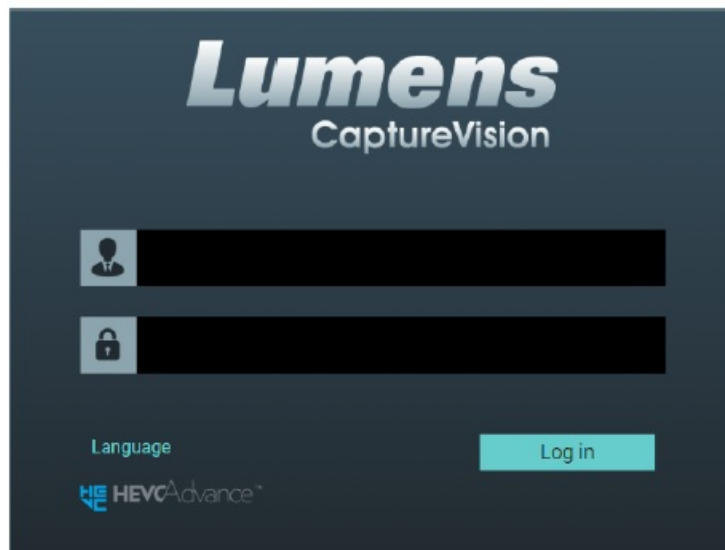 Lumens
CaptureVision
Language
Log in
HEVCAdvance™